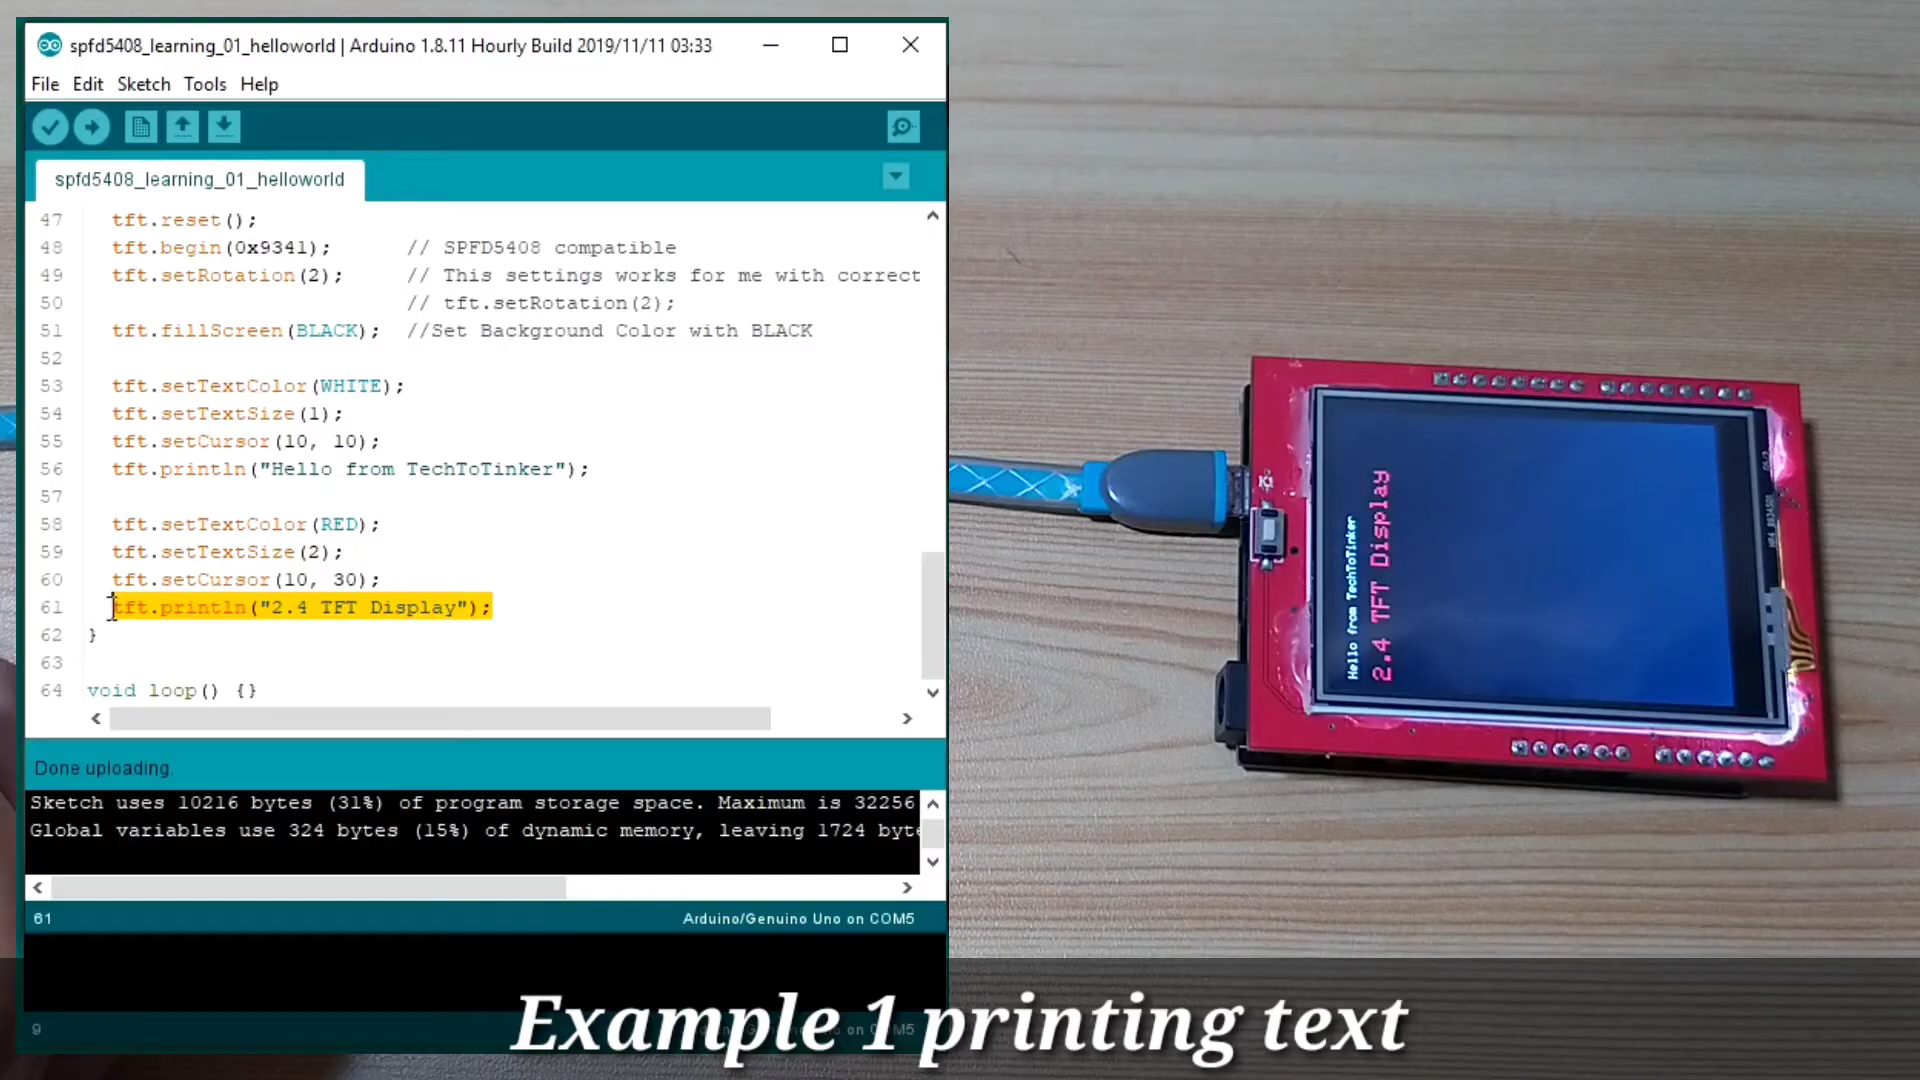 spfd5408_learning_01_helloworld | Arduino 1.8.11 Hourly Build 2019/11/11 03:33
File Edit Sketch Tools Help
spfd5408_learning_01_helloworld
47 tft.reset();
48 tft.begin(0x9341); // SPFD5408 compatible
49 tft.setRotation(2); // This settings works for me with correct
50 // tft.setRotation(2);
51 tft.fillScreen(BLACK); //Set Background Color with BLACK
52
53 tft.setTextColor(WHITE);
54 tft.setTextSize(1);
55 tft.setCursor(10, 10);
56 tft.println("Hello from TechToTinker");
57
58 tft.setTextColor(RED);
59 tft.setTextSize(2);
60 tft.setCursor(10, 30);
61 tft.println("2.4 TFT Display");
62 }
63
64 void loop() {}
Done uploading.
Sketch uses 10216 bytes (31%) of program storage space. Maximum is 32256
Global variables use 324 bytes (15%) of dynamic memory, leaving 1724 byte
61 Arduino/Genuino Uno on COM5
9 on COM5
Hello from TechToTinker
2.4 TFT Display
Example 1 printing text